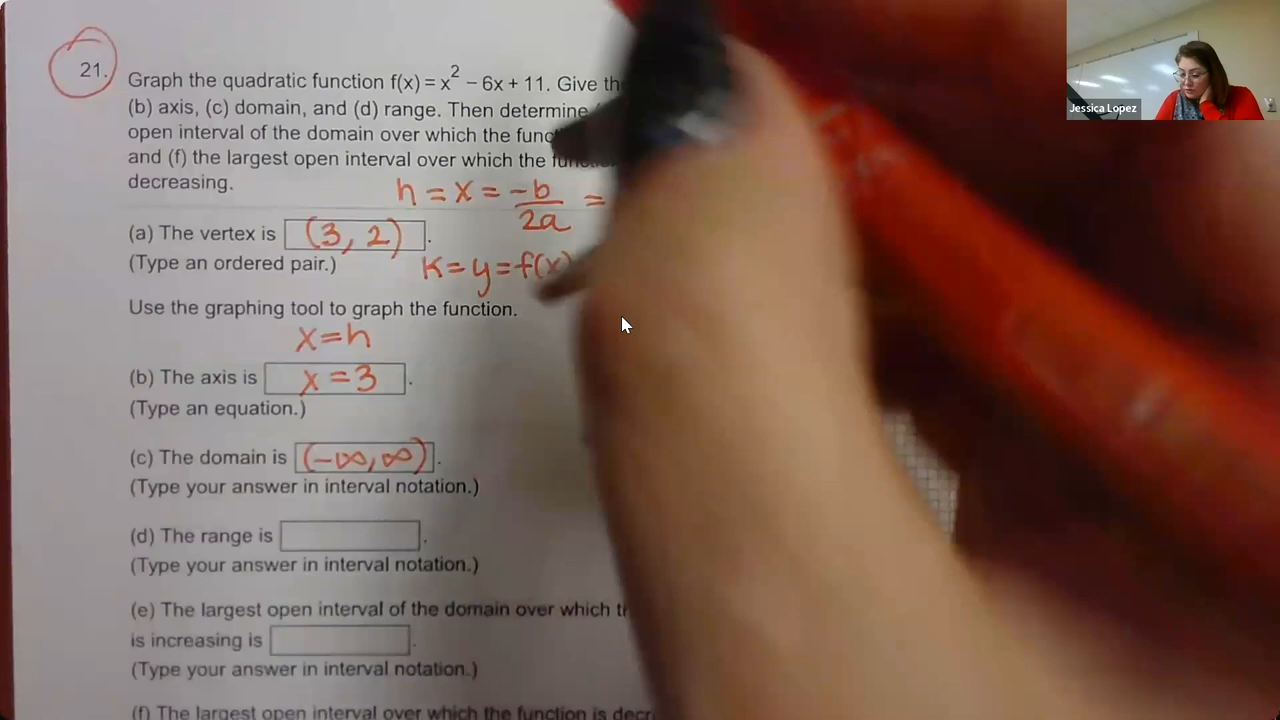 21.
Graph the quadratic function f(x) = x² − 6x + 11. Give
(b) axis, (c) domain, and (d) range. Then determine
open interval of the domain over which the
and (f) the largest open interval over which the
decreasing.
h = x = -b/2a =
(a) The vertex is (3, 2).
(Type an ordered pair.)
K = y = f(x)
Use the graphing tool to graph the function.
x = h
(b) The axis is x = 3.
(Type an equation.)
(c) The domain is (-∞, ∞).
(Type your answer in interval notation.)
(d) The range is .
(Type your answer in interval notation.)
(e) The largest open interval of the domain over which
is increasing is .
(Type your answer in interval notation.)
(f) The largest open interval over which the function is
Jessica Lopez